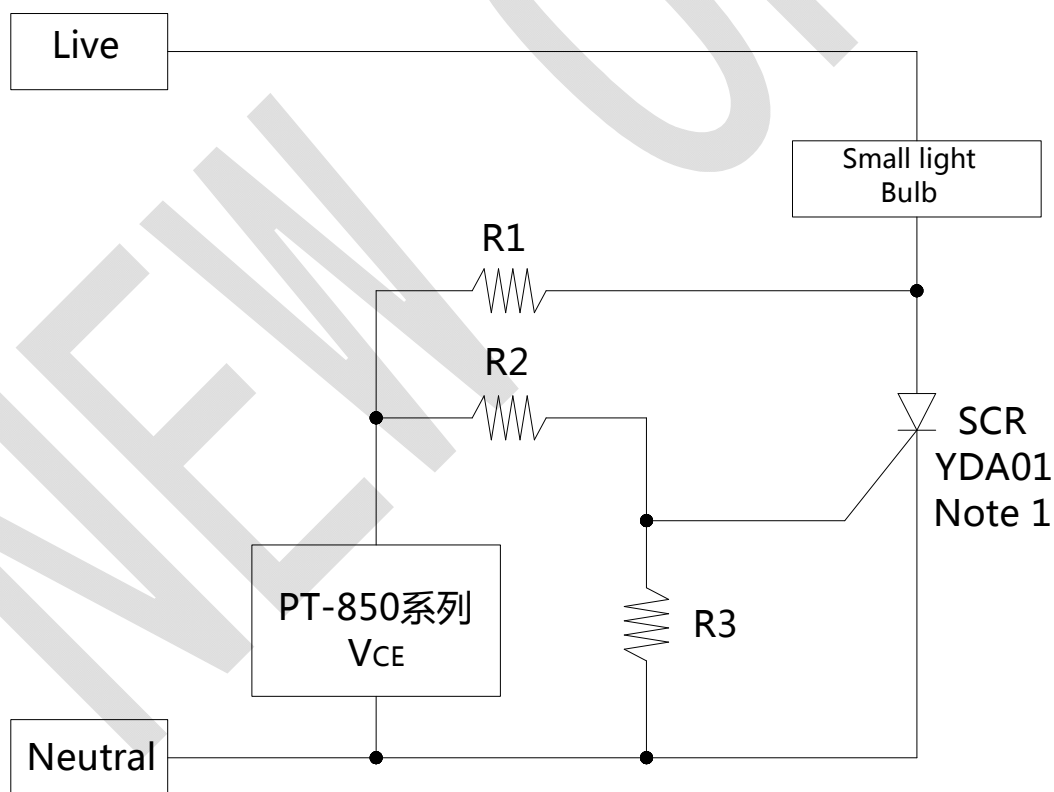 Live
Small light
Bulb
R1
R2
SCR
YDA01
Note 1
PT-850系列
VCE
R3
Neutral
NEW